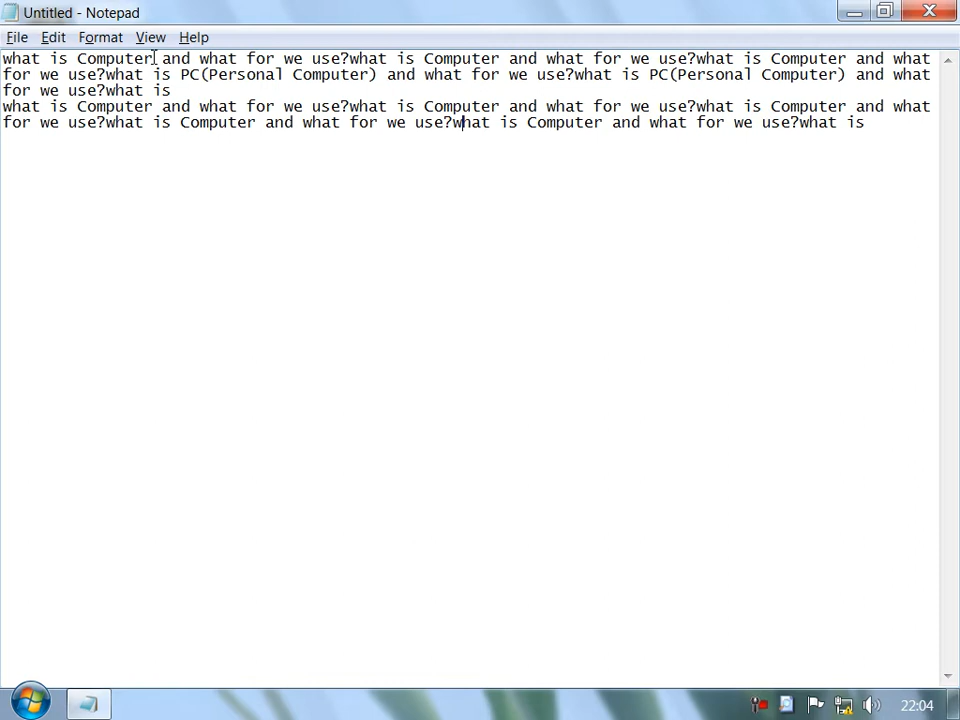 Untitled - Notepad
File Edit Format View Help
what is Computer and what for we use?what is Computer and what for we use?what is Computer and what
for we use?what is PC(Personal Computer) and what for we use?what is PC(Personal Computer) and what
for we use?what is
what is Computer and what for we use?what is Computer and what for we use?what is Computer and what
for we use?what is Computer and what for we use?what is Computer and what for we use?what is
22:04